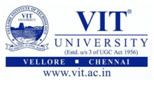 VIT
®
UNIVERSITY
(Estd. u/s 3 of UGC Act 1956)
VELLORE ■ CHENNAI
www.vit.ac.in